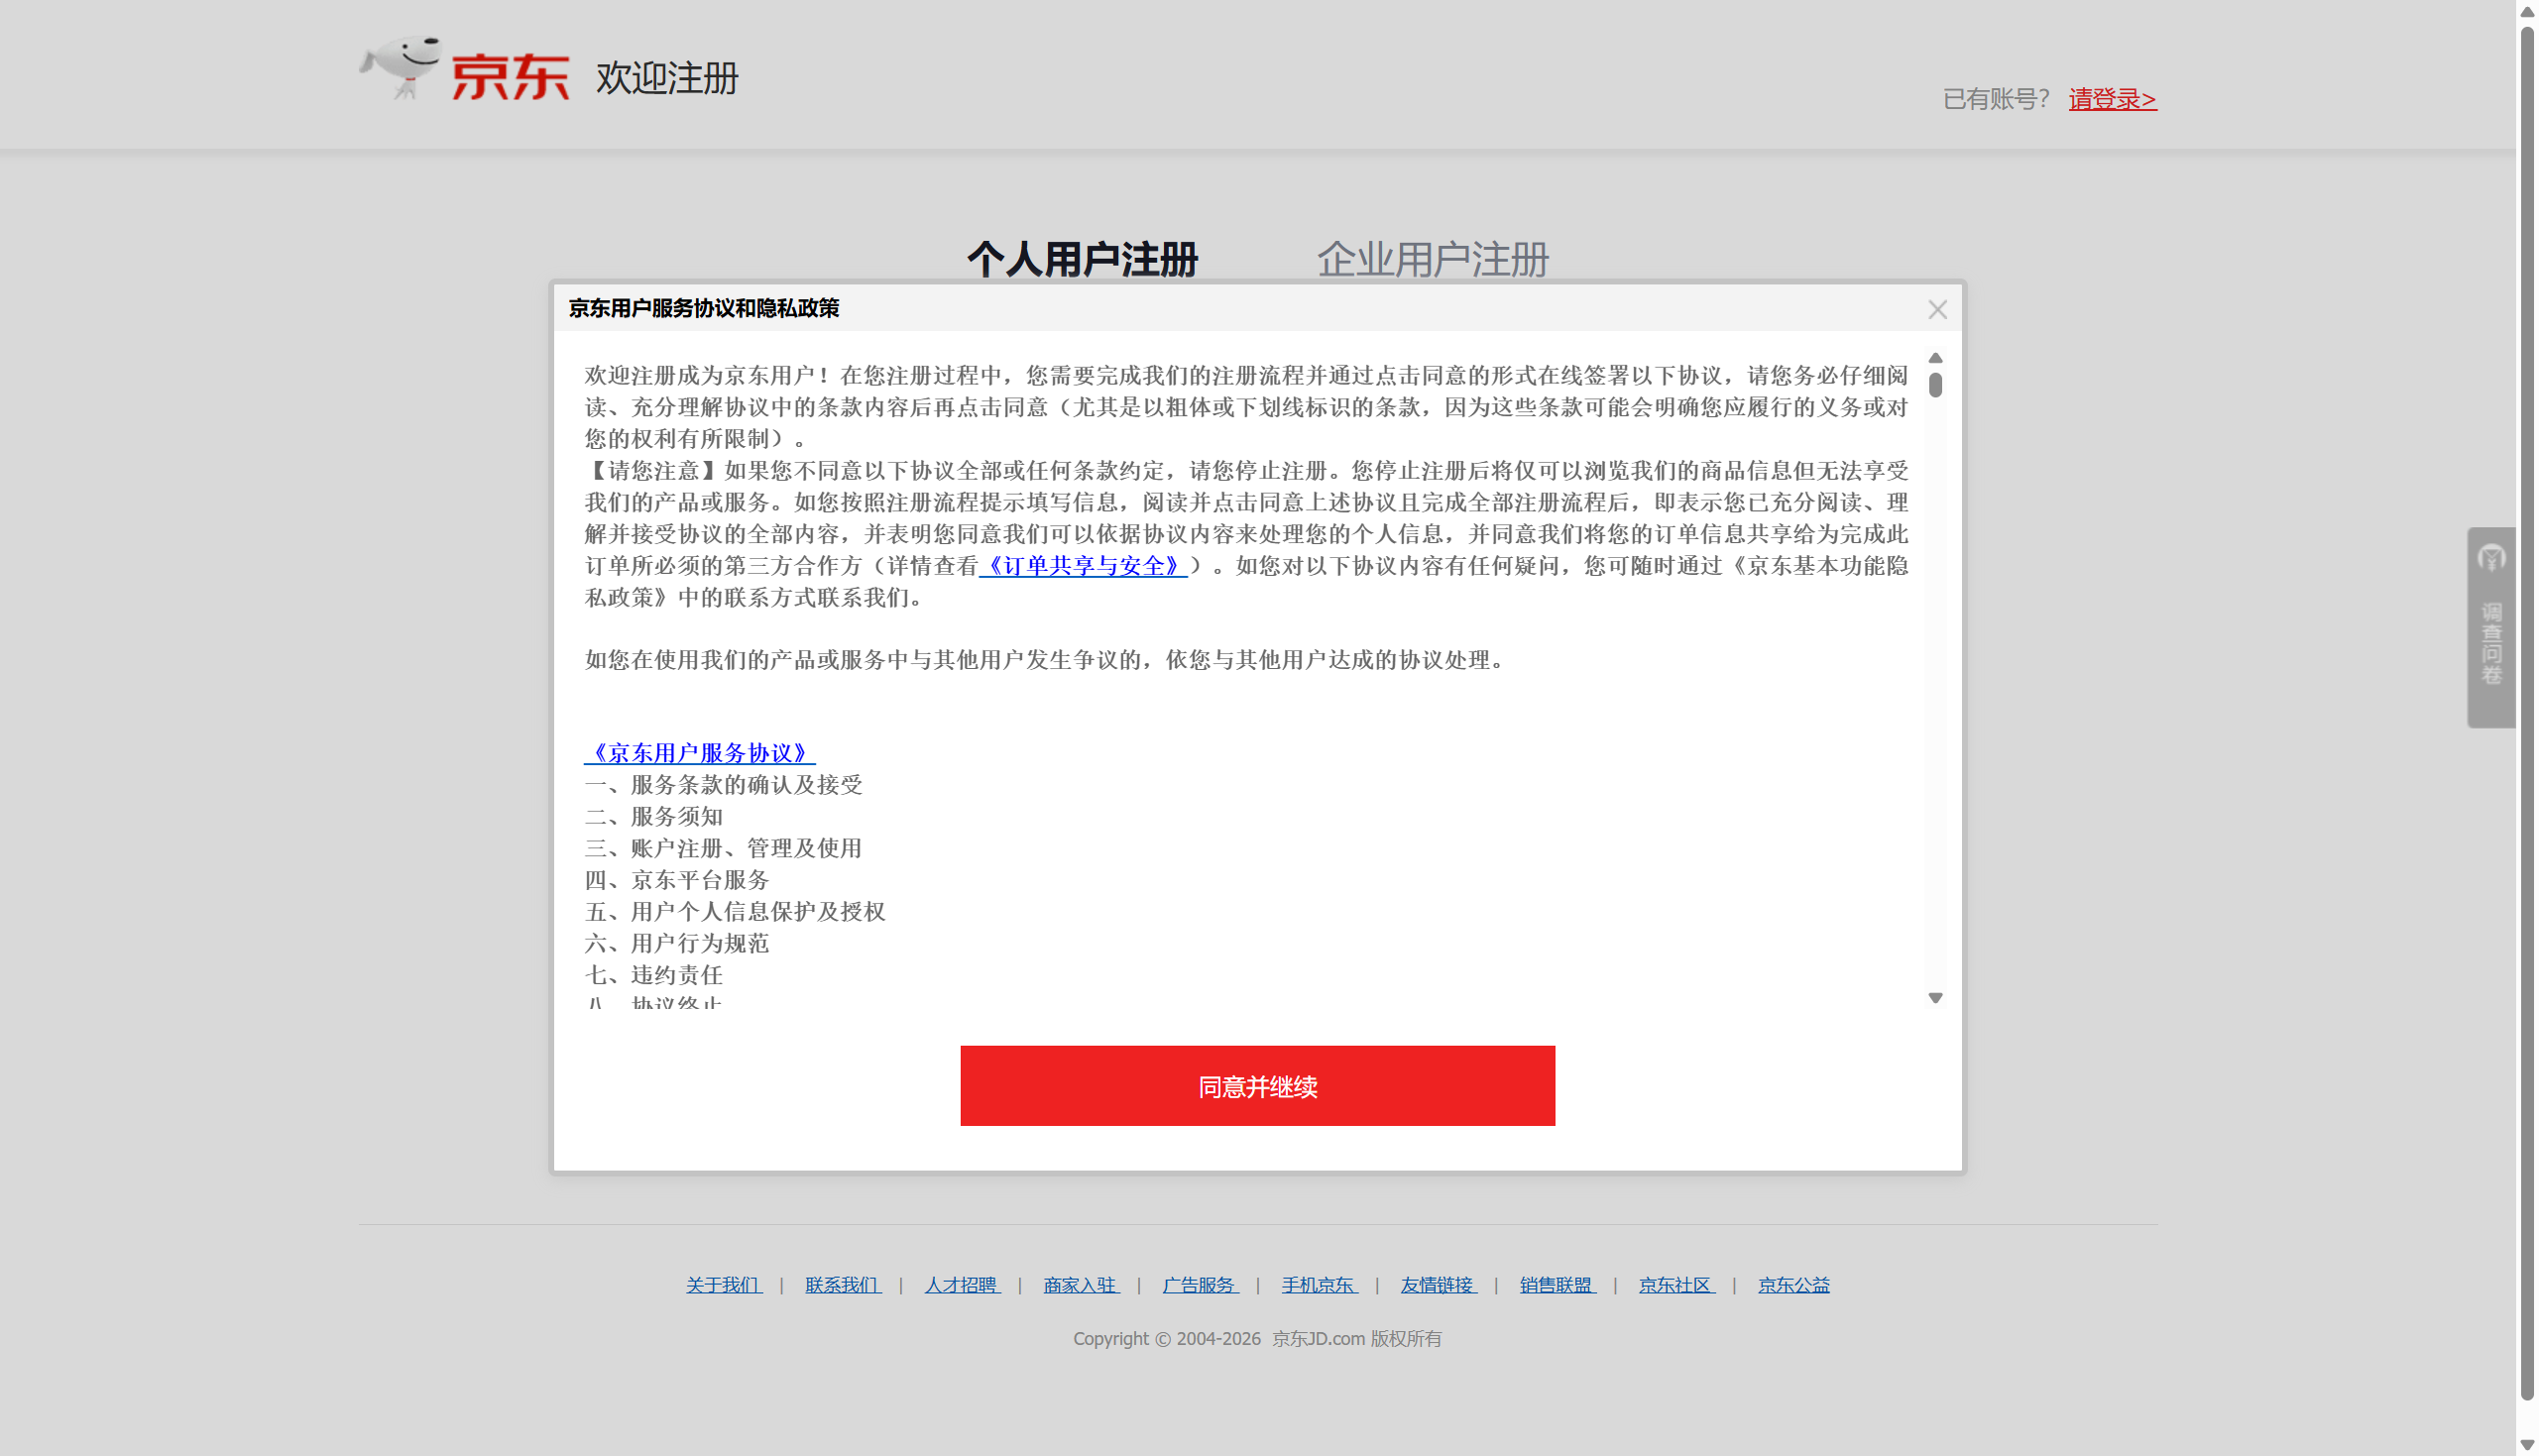 京东 欢迎注册
已有账号? 请登录>
个人用户注册 企业用户注册
京东用户服务协议和隐私政策
欢迎注册成为京东用户！在您注册过程中，您需要完成我们的注册流程并通过点击同意的形式在线签署以下协议，请您务必仔细阅
读、充分理解协议中的条款内容后再点击同意（尤其是以粗体或下划线标识的条款，因为这些条款可能会明确您应履行的义务或对
您的权利有所限制）。
【请您注意】如果您不同意以下协议全部或任何条款约定，请您停止注册。您停止注册后将仅可以浏览我们的商品信息但无法享受
我们的产品或服务。如您按照注册流程提示填写信息，阅读并点击同意上述协议且完成全部注册流程后，即表示您已充分阅读、理
解并接受协议的全部内容，并表明您同意我们可以依据协议内容来处理您的个人信息，并同意我们将您的订单信息共享给为完成此
订单所必须的第三方合作方（详情查看《订单共享与安全》）。如您对以下协议内容有任何疑问，您可随时通过《京东基本功能隐
私政策》中的联系方式联系我们。
如您在使用我们的产品或服务中与其他用户发生争议的，依您与其他用户达成的协议处理。
《京东用户服务协议》
一、服务条款的确认及接受
二、服务须知
三、账户注册、管理及使用
四、京东平台服务
五、用户个人信息保护及授权
六、用户行为规范
七、违约责任
八、协议终止
同意并继续
调查问卷
关于我们 | 联系我们 | 人才招聘 | 商家入驻 | 广告服务 | 手机京东 | 友情链接 | 销售联盟 | 京东社区 | 京东公益
Copyright © 2004-2026 京东JD.com 版权所有